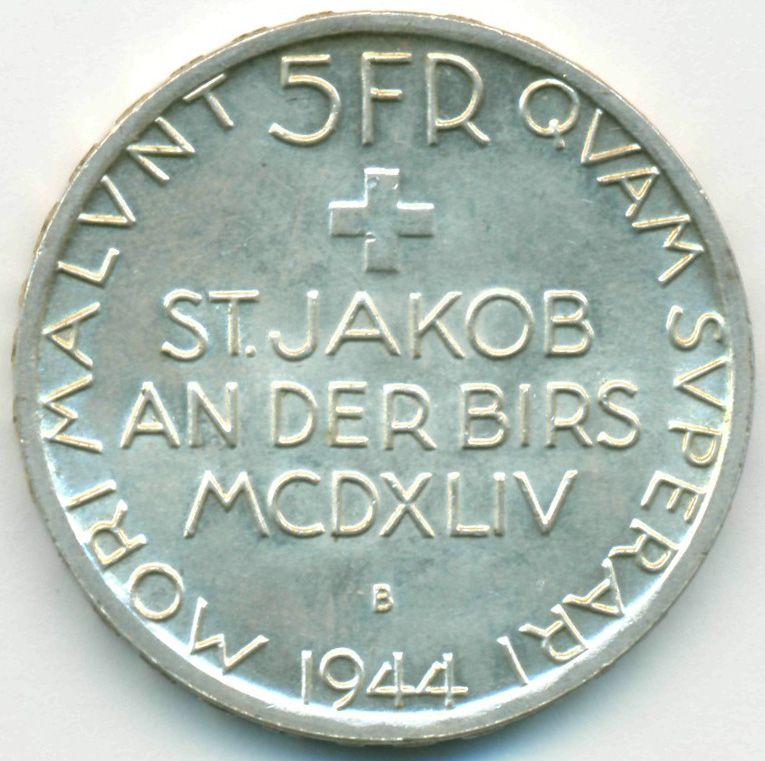 5FR
ST. JAKOB
AN DER BIRS
MCDXLIV
B
1944
MORI MALVNT QVAM SVPERARI